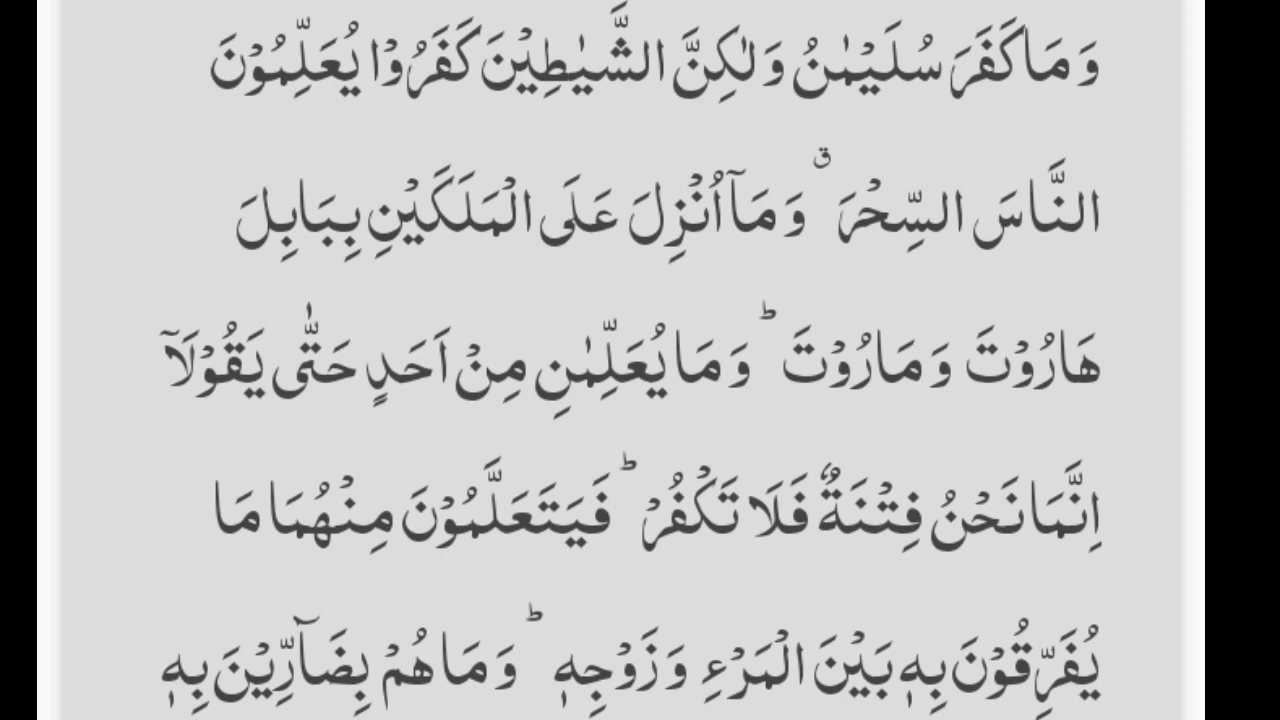 وَ مَا كَفَرَ سُلَيْمٰنُ وَ لٰكِنَّ الشَّيٰطِيْنَ كَفَرُوْا يُعَلِّمُوْنَ
النَّاسَ السِّحْرَ ۗ وَ مَاۤ اُنْزِلَ عَلَى الْمَلَكَيْنِ بِبَابِلَ
هَارُوْتَ وَ مَارُوْتَ ؕ وَ مَا يُعَلِّمٰنِ مِنْ اَحَدٍ حَتّٰى يَقُوْلَاۤ
اِنَّمَا نَحْنُ فِتْنَةٌ فَلَا تَكْفُرْ ؕ فَيَتَعَلَّمُوْنَ مِنْهُمَا مَا
يُفَرِّقُوْنَ بِهٖ بَيْنَ الْمَرْءِ وَ زَوْجِهٖ ؕ وَ مَا هُمْ بِضَآرِّيْنَ بِهٖ